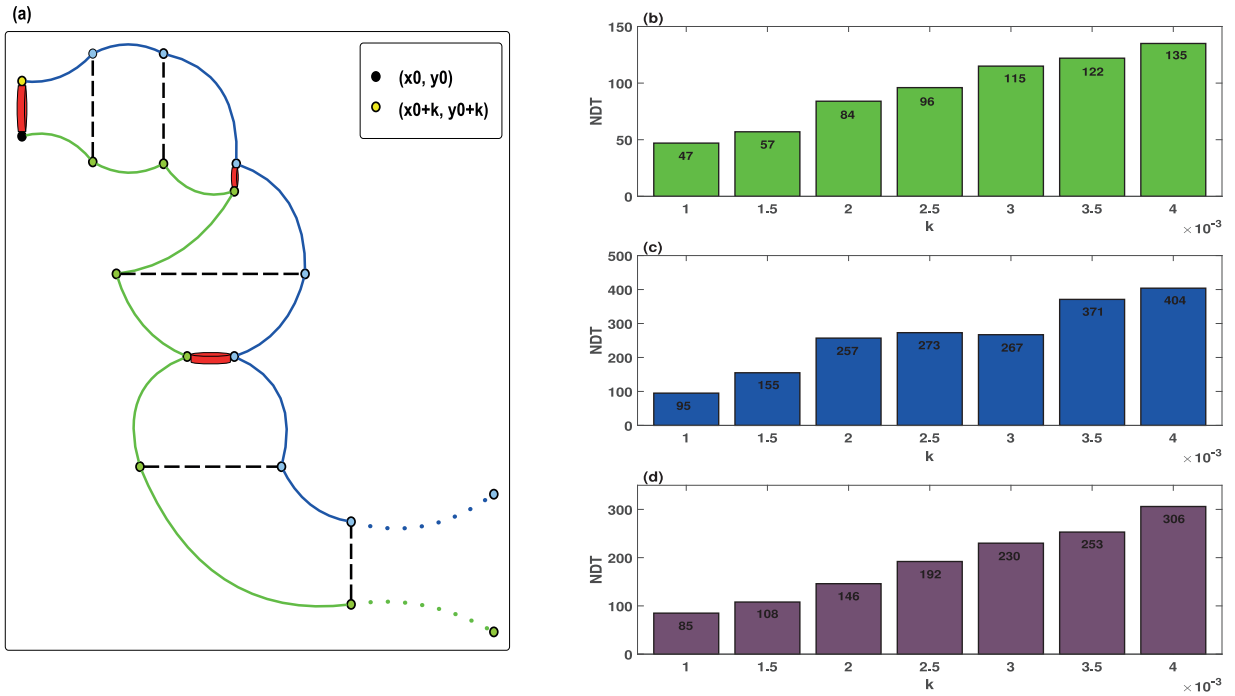 (a)
(x0, y0)
(x0+k, y0+k)
(b)
150
100
50
0
NDT
47
57
84
96
115
122
135
1 1.5 2 2.5 3 3.5 4
k
×10⁻³
(c)
500
400
300
200
100
0
NDT
95
155
257
273
267
371
404
1 1.5 2 2.5 3 3.5 4
k
×10⁻³
(d)
300
200
100
0
NDT
85
108
146
192
230
253
306
1 1.5 2 2.5 3 3.5 4
k
×10⁻³